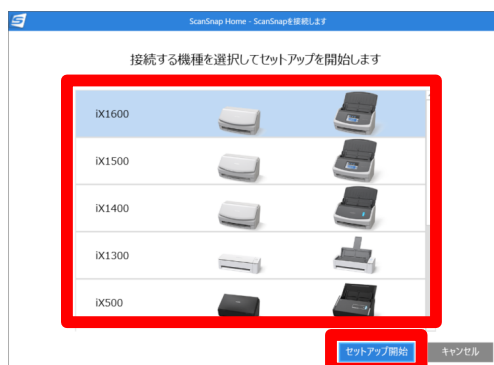 ScanSnap Home - ScanSnapを接続します
接続する機種を選択してセットアップを開始します
iX1600
iX1500
iX1400
iX1300
iX500
セットアップ開始 キャンセル